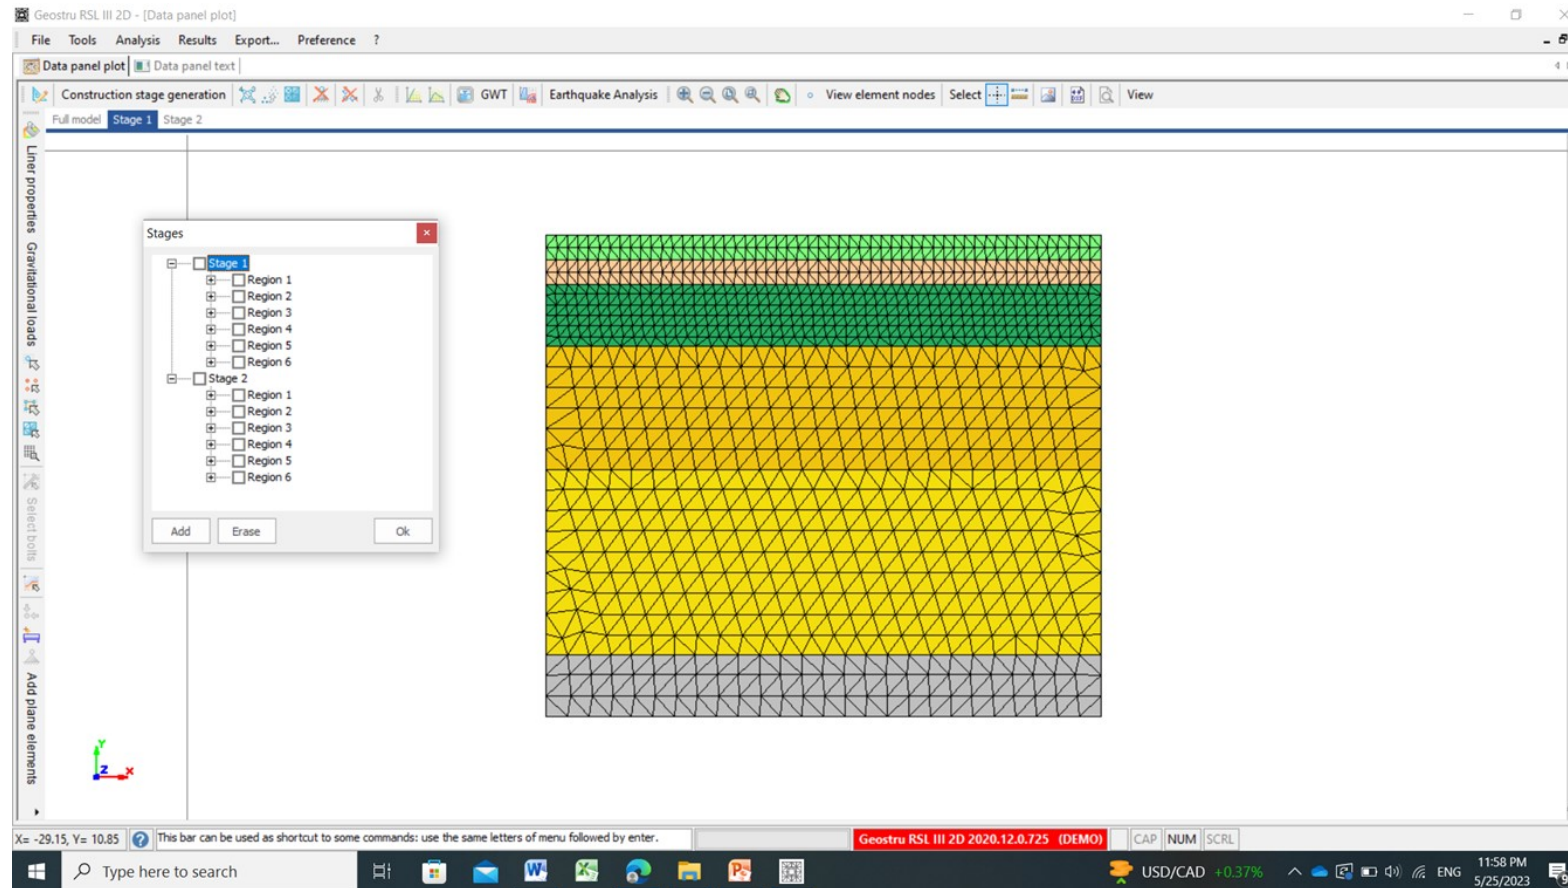 Geostru RSL III 2D - [Data panel plot]
File Tools Analysis Results Export... Preference ?
Data panel plot Data panel text
Construction stage generation GWT Earthquake Analysis View element nodes Select View
Full model Stage 1 Stage 2
Liner properties
Gravitational loads
Select bolts
Add plane elements
Stages
Stage 1
Region 1
Region 2
Region 3
Region 4
Region 5
Region 6
Stage 2
Region 1
Region 2
Region 3
Region 4
Region 5
Region 6
Add Erase Ok
Y
Z X
X= -29.15, Y= 10.85 This bar can be used as shortcut to some commands: use the same letters of menu followed by enter. Geostru RSL III 2D 2020.12.0.725 (DEMO) CAP NUM SCRL
Type here to search USD/CAD +0.37% ENG 11:58 PM
5/25/2023